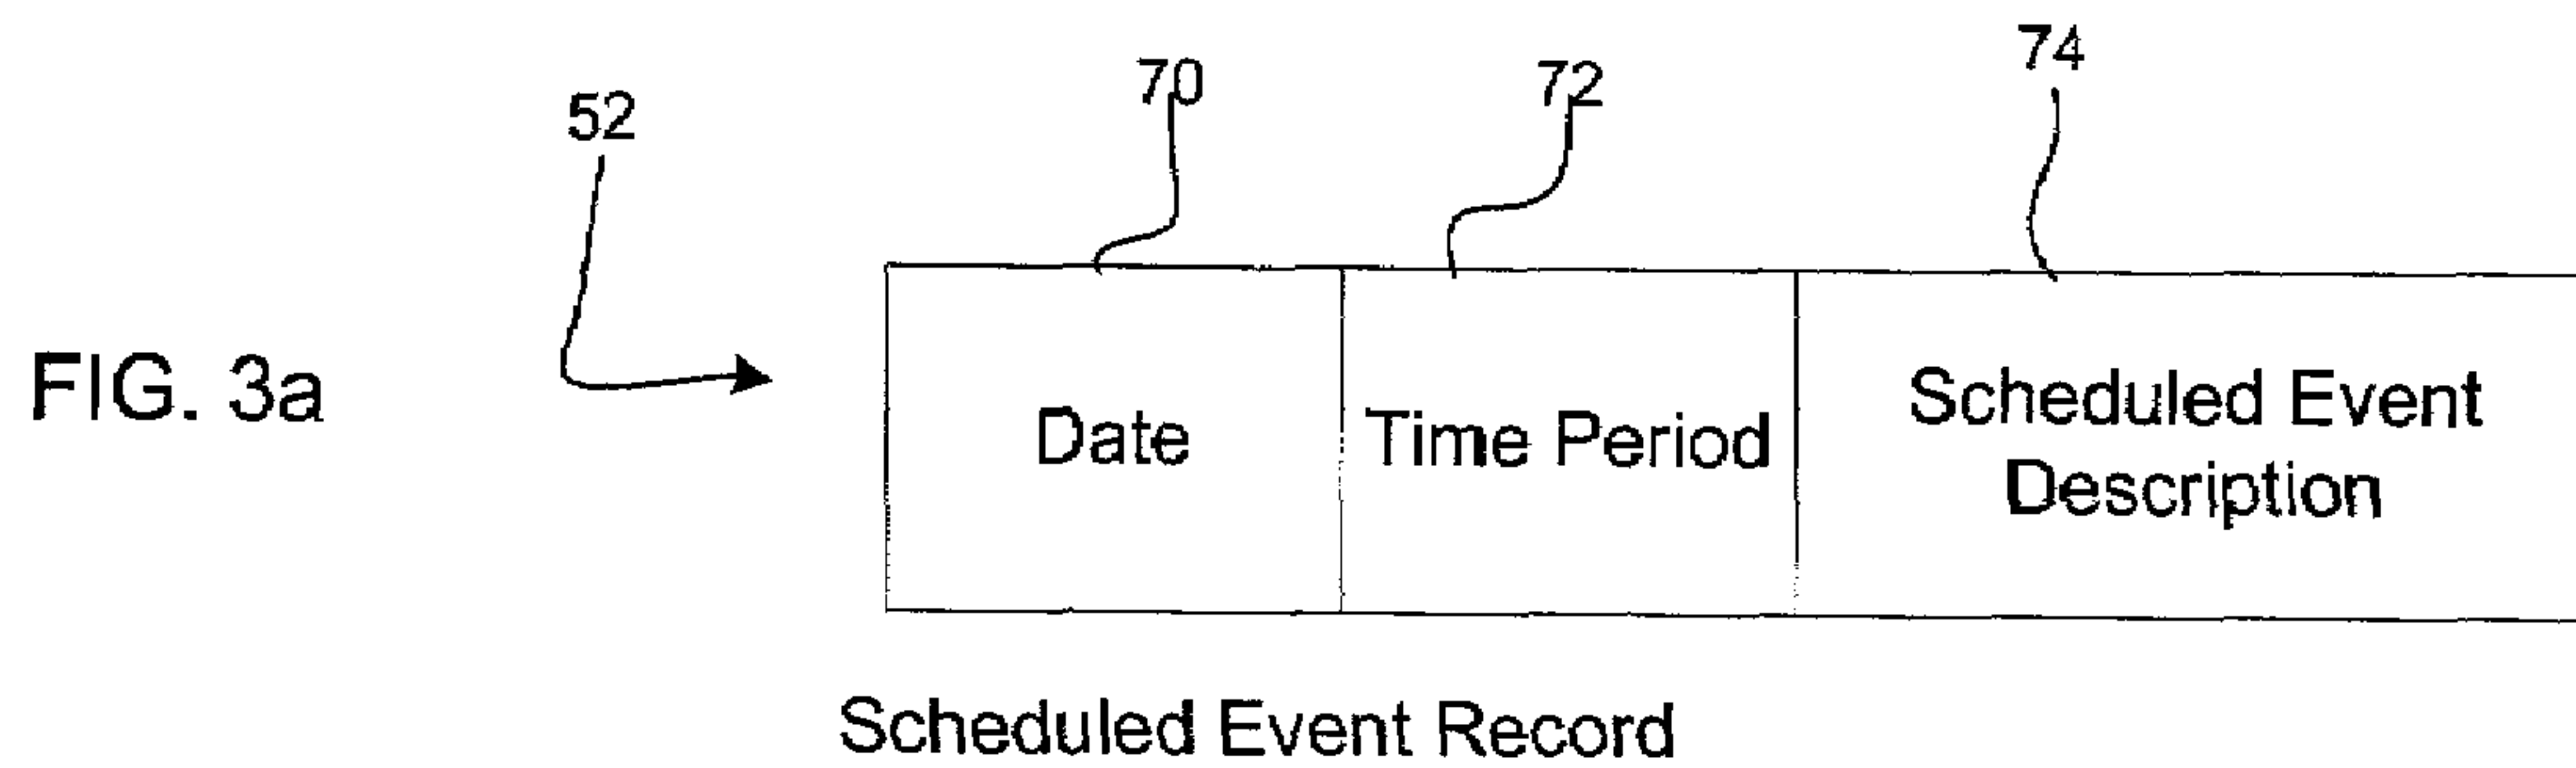 52
70
72
74
FIG. 3a
Date
Time Period
Scheduled Event
Description
Scheduled Event Record